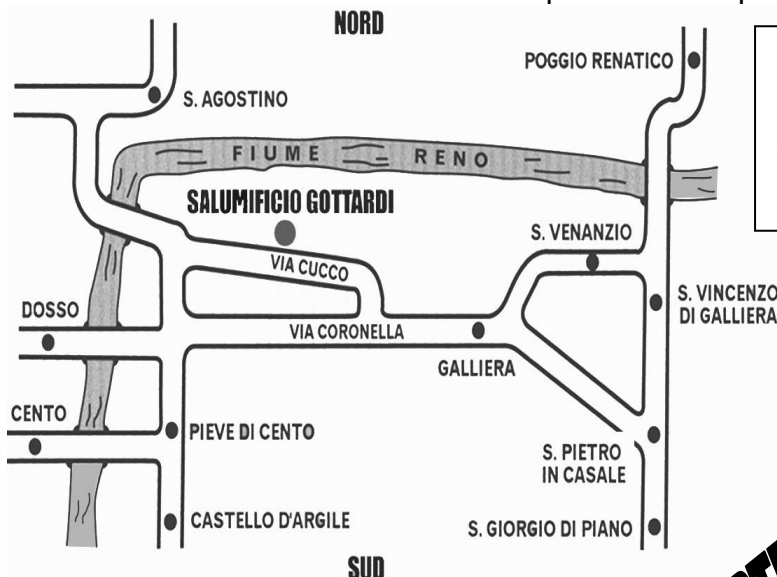 NORD
POGGIO RENATICO
S. AGOSTINO
FIUME RENO
SALUMIFICIO GOTTARDI
S. VENANZIO
VIA CUCCO
DOSSO
S. VINCENZO
DI GALLIERA
VIA CORONELLA
GALLIERA
CENTO
PIEVE DI CENTO
S. PIETRO
IN CASALE
CASTELLO D'ARGILE
S. GIORGIO DI PIANO
SUD